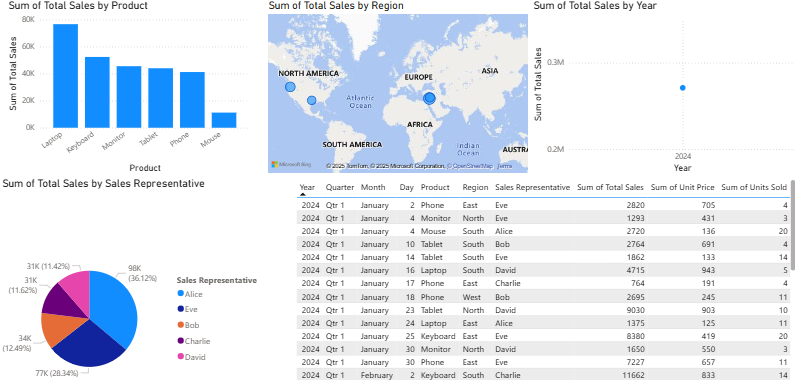 Sum of Total Sales by Product
80K
60K
40K
20K
0K
Sum of Total Sales
Laptop
Keyboard
Monitor
Tablet
Phone
Mouse
Product
Sum of Total Sales by Region
NORTH AMERICA
EUROPE
ASIA
Atlantic
Ocean
AFRICA
SOUTH AMERICA
Indian
Ocean
AUSTRA
Microsoft Bing
© 2025 TomTom, © 2025 Microsoft Corporation, © OpenStreetMap Terms
Sum of Total Sales by Year
Sum of Total Sales
0.3M
0.2M
2024
Year
Sum of Total Sales by Sales Representative
31K (11.42%)
31K
(11.62%)
34K
(12.49%)
77K (28.34%)
98K
(36.12%)
Sales Representative
Alice
Eve
Bob
Charlie
David
Year Quarter Month Day Product Region Sales Representative Sum of Total Sales Sum of Unit Price Sum of Units Sold
2024 Qtr 1 January 2 Phone East Eve 2820 705 4
2024 Qtr 1 January 4 Monitor North Eve 1293 431 3
2024 Qtr 1 January 4 Mouse South Alice 2720 136 20
2024 Qtr 1 January 10 Tablet South Bob 2764 691 4
2024 Qtr 1 January 14 Tablet South Eve 1862 133 14
2024 Qtr 1 January 16 Laptop South David 4715 943 5
2024 Qtr 1 January 17 Phone East Charlie 764 191 4
2024 Qtr 1 January 18 Phone West Bob 2695 245 11
2024 Qtr 1 January 23 Tablet North David 9030 903 10
2024 Qtr 1 January 24 Laptop East Alice 1375 125 11
2024 Qtr 1 January 25 Keyboard East Eve 8380 419 20
2024 Qtr 1 January 30 Monitor North David 1650 550 3
2024 Qtr 1 January 30 Phone East Eve 7227 657 11
2024 Qtr 1 February 2 Keyboard South Charlie 11662 833 14